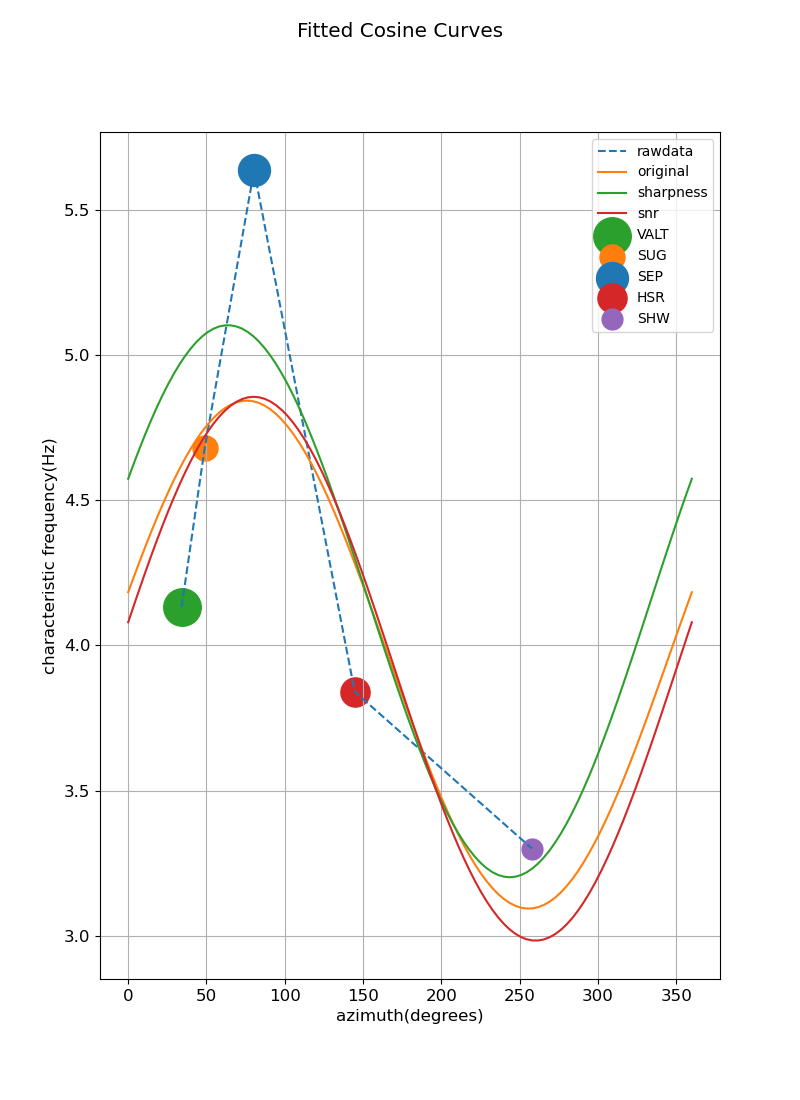 Fitted Cosine Curves
rawdata
original
sharpness
snr
VALT
SUG
SEP
HSR
SHW
characteristic frequency(Hz)
5.5
5.0
4.5
4.0
3.5
3.0
0 50 100 150 200 250 300 350
azimuth(degrees)